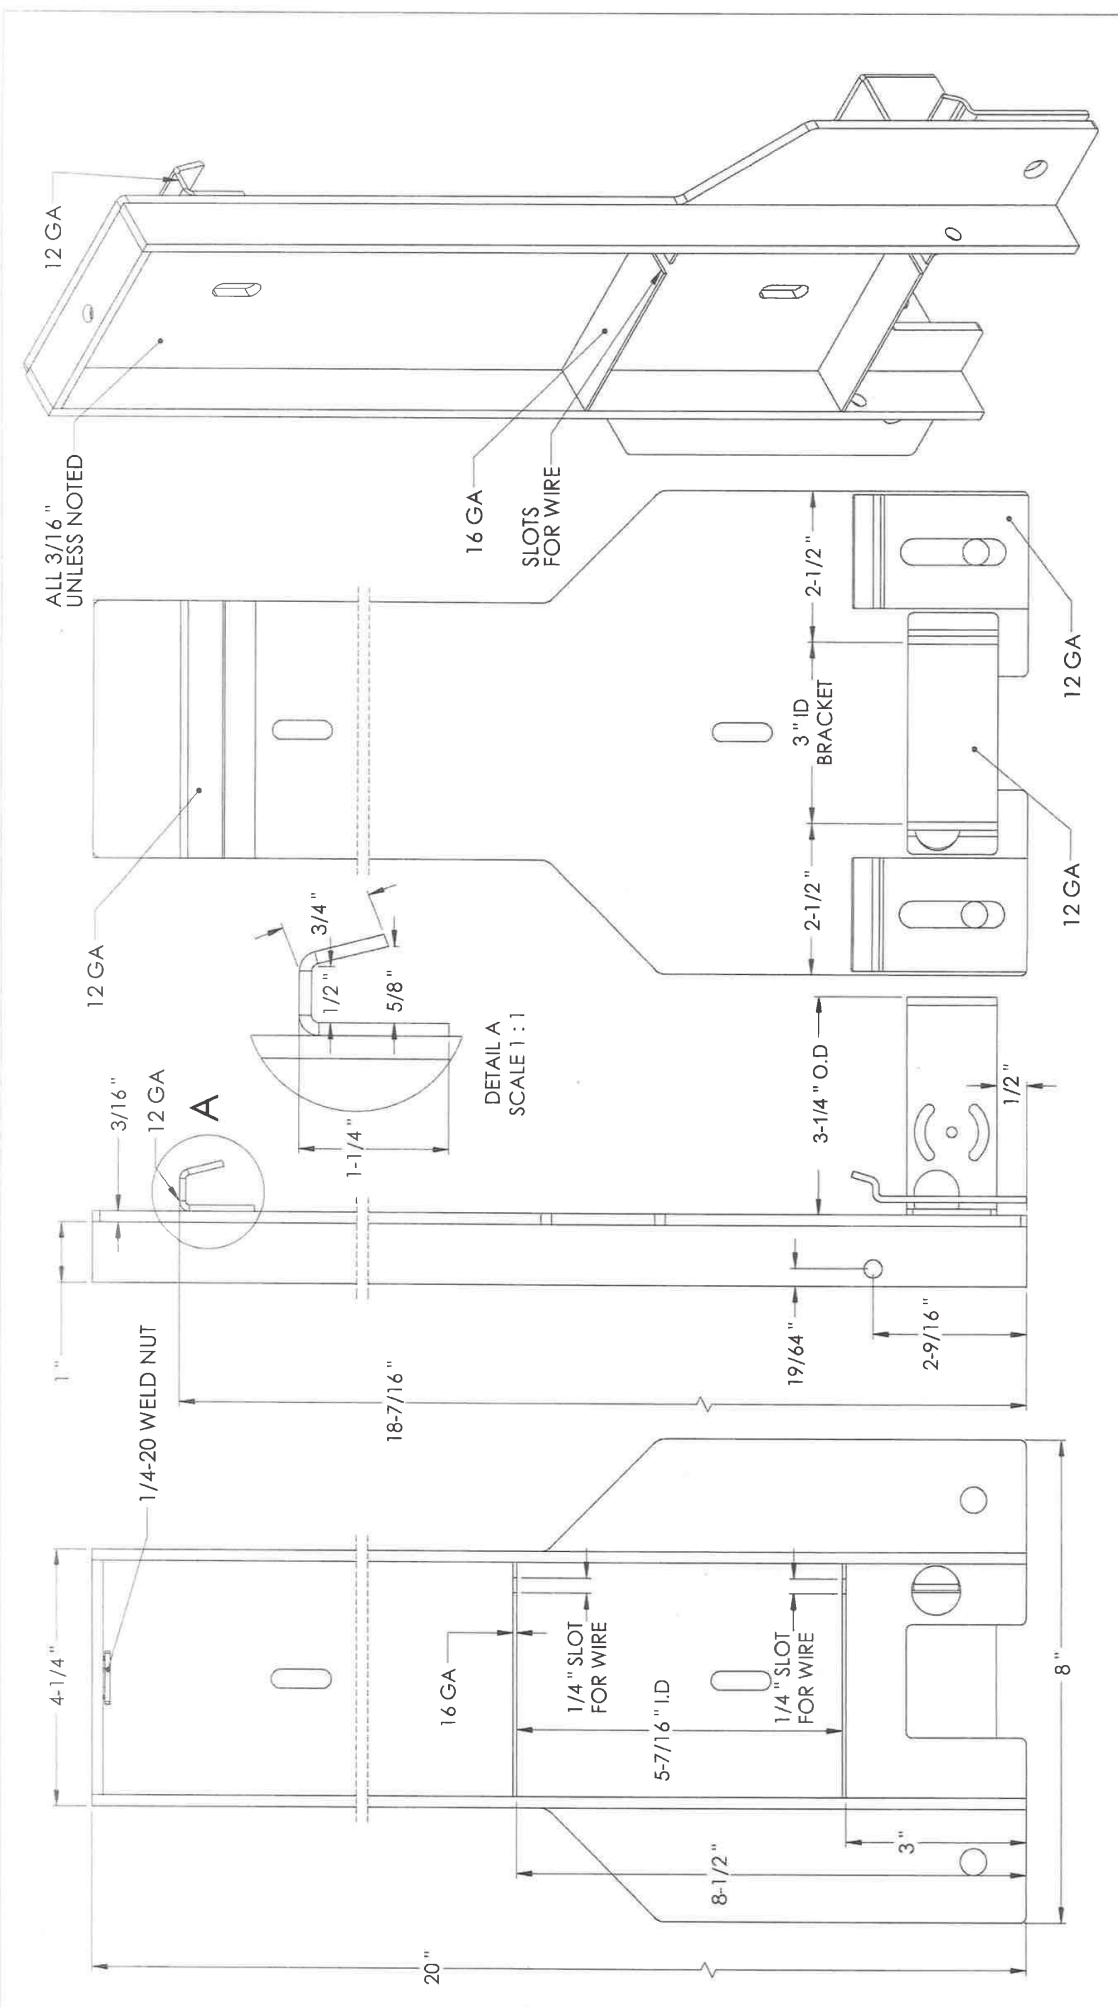 12 GA
ALL 3/16"
UNLESS NOTED
16 GA
SLOTS
FOR WIRE
12 GA
2-1/2"
3" ID
BRACKET
2-1/2"
12 GA
12 GA
3/4"
1/2"
5/8"
1-1/4"
DETAIL A
SCALE 1 : 1
3/16"
12 GA
A
1"
3-1/4" O.D
1/2"
18-7/16"
19/64"
2-9/16"
1/4-20 WELD NUT
4-1/4"
16 GA
1/4" SLOT
FOR WIRE
5-7/16" I.D
1/4" SLOT
FOR WIRE
8-1/2"
3"
8"
20"